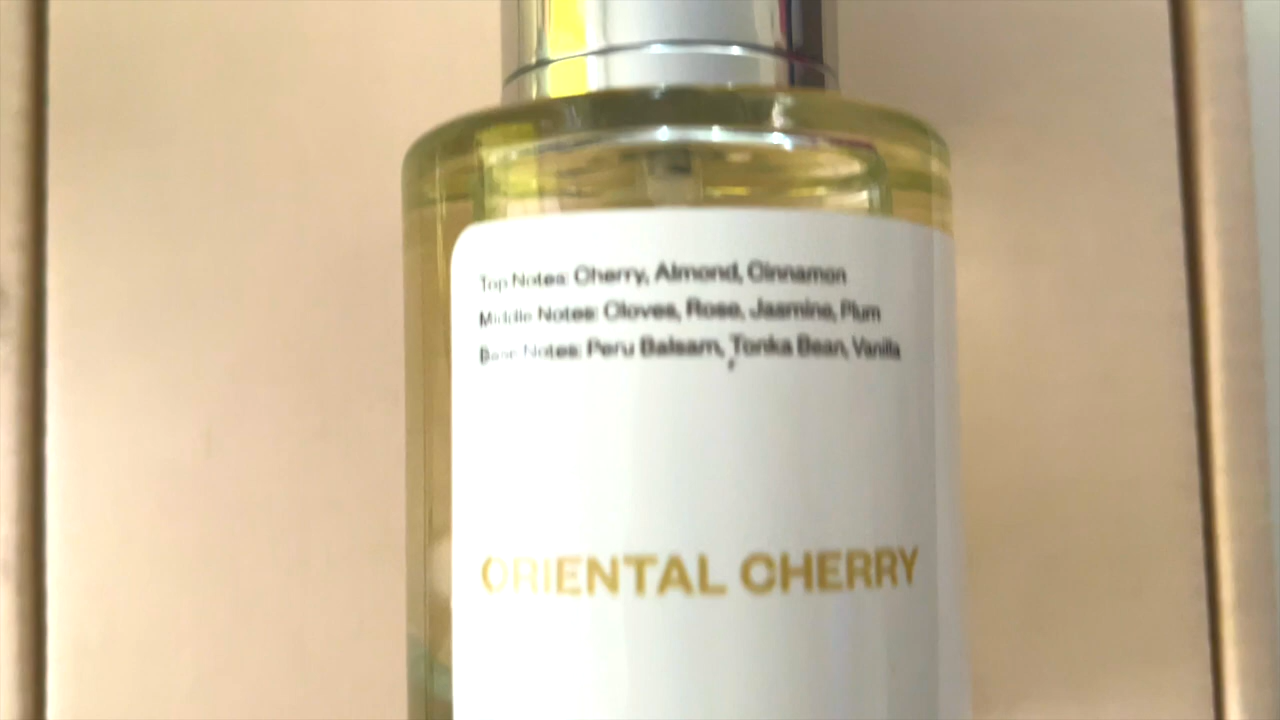 Top Notes: Cherry, Almond, Cinnamon
Middle Notes: Cloves, Rose, Jasmine, Plum
Base Notes: Peru Balsam, Tonka Bean, Vanilla
ORIENTAL CHERRY